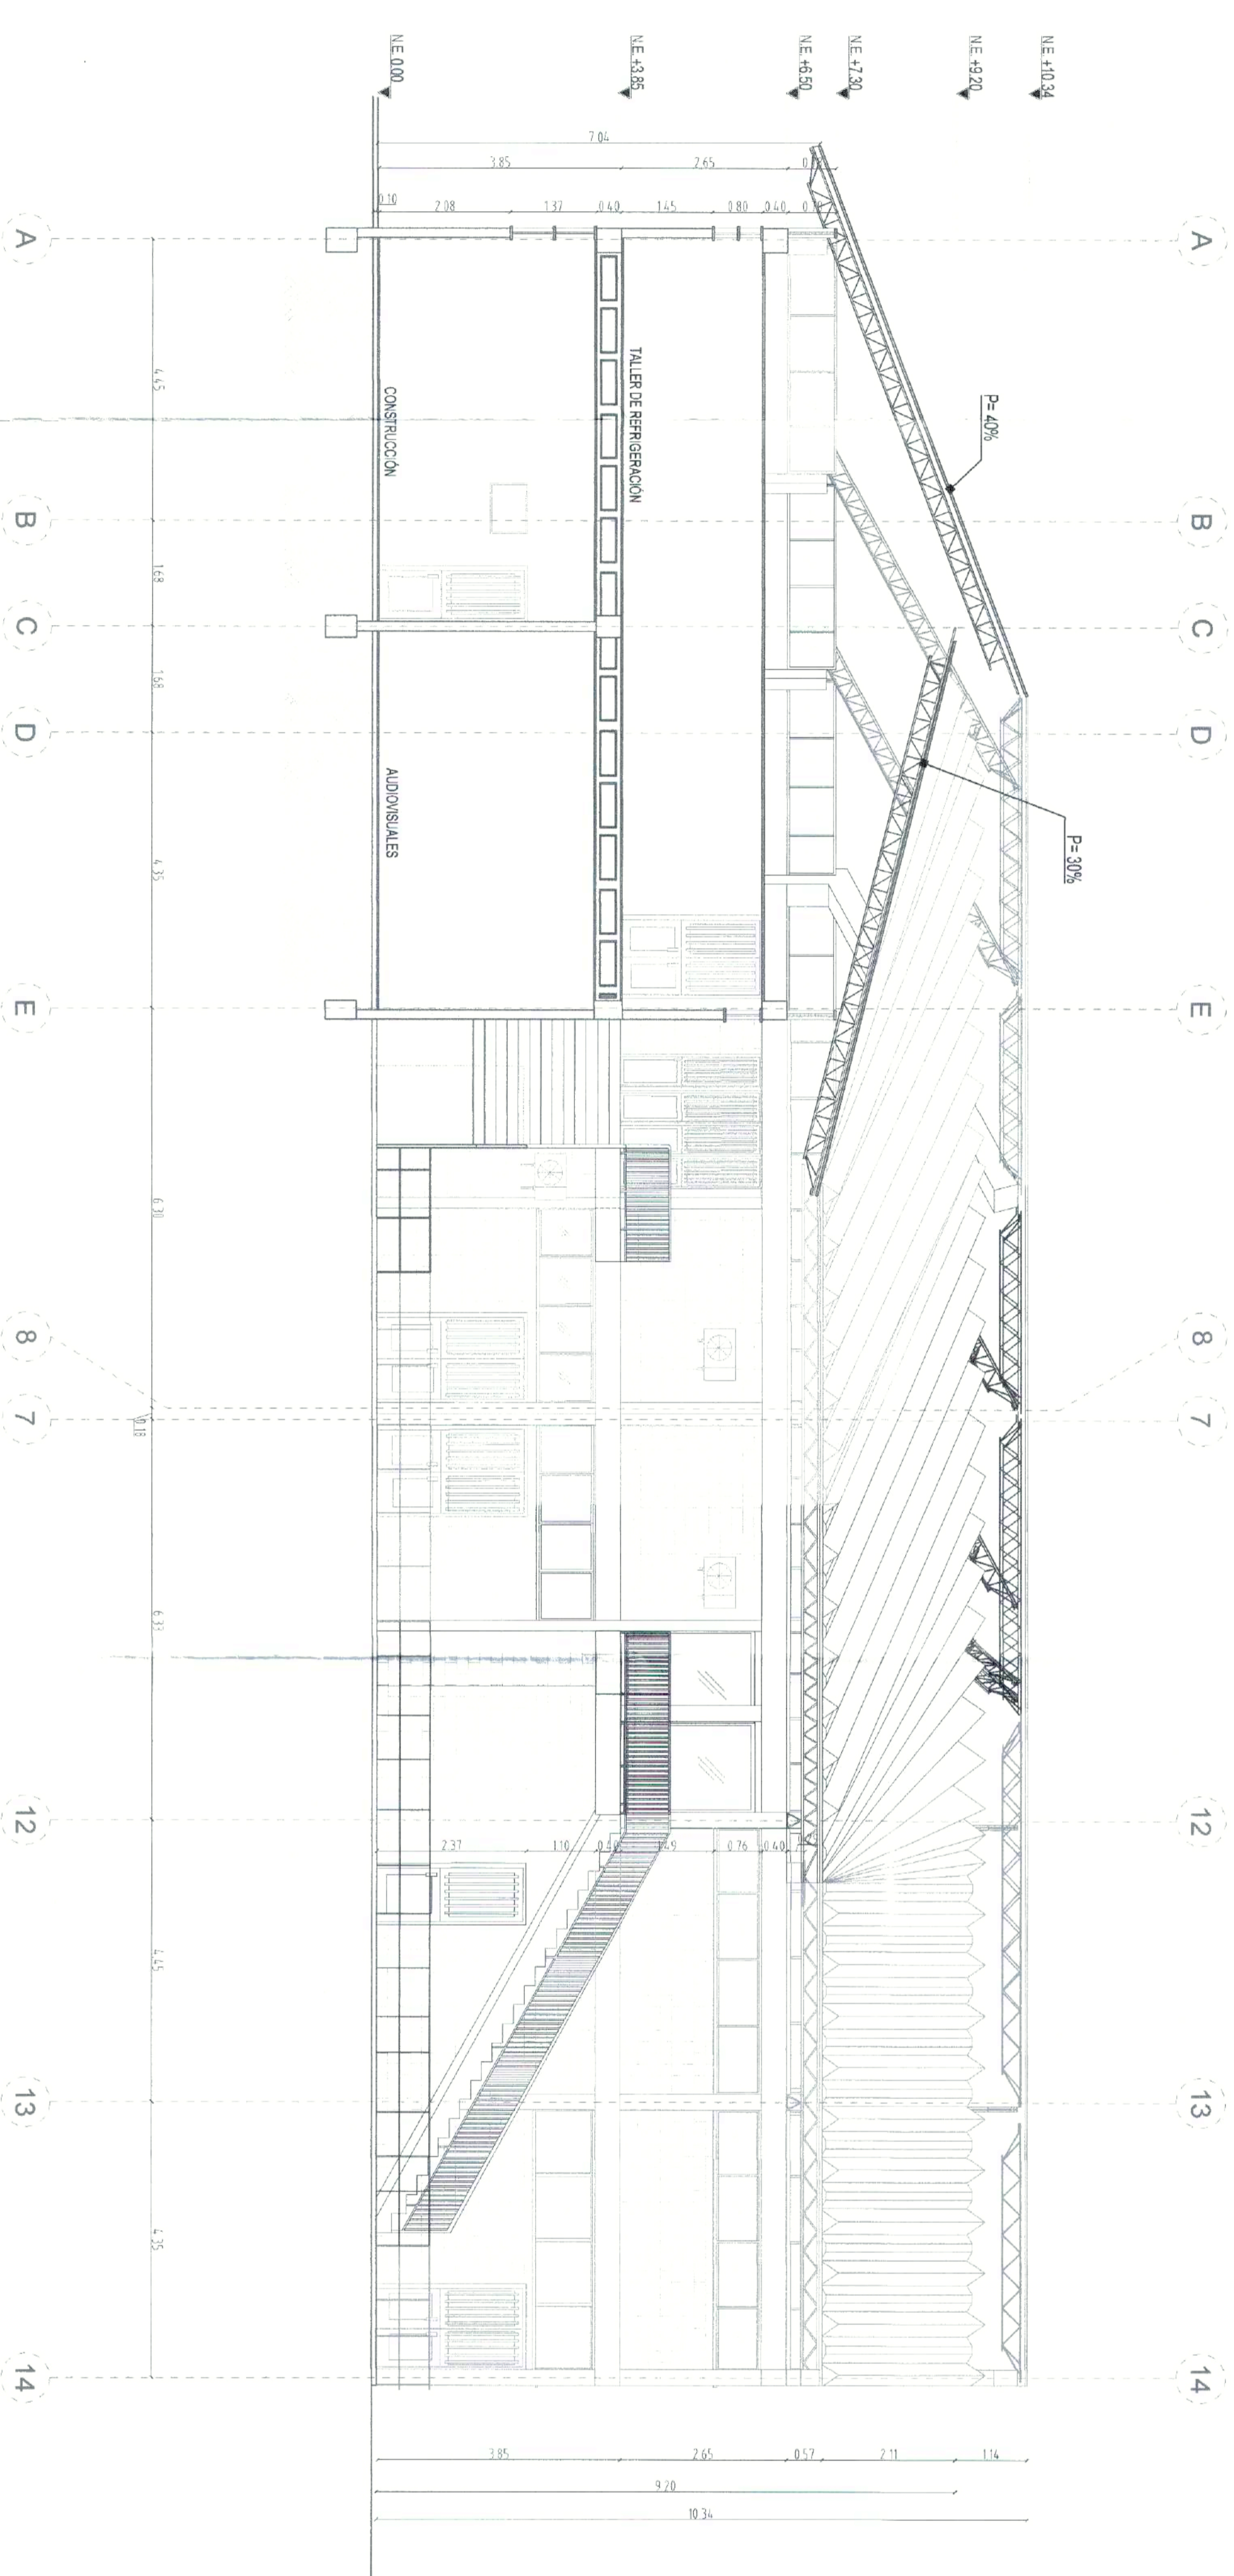 N.E. +10.34
N.E. +9.20
N.E. +7.30
N.E. +6.50
N.E. +3.85
N.E. 0.00
A
B
C
D
E
8
7
12
13
14
P= 40%
P= 30%
TALLER DE REFRIGERACIÓN
CONSTRUCCIÓN
AUDIOVISUALES
7.04
3.85
2.65
0.10
2.08
1.37
0.40
1.45
0.80
0.40
2.37
1.10
0.76
0.40
1.14
2.11
0.57
2.65
3.85
9.20
10.34
4.45
1.68
1.68
4.35
6.30
0.18
6.33
4.45
4.35
A
B
C
D
E
8
7
12
13
14